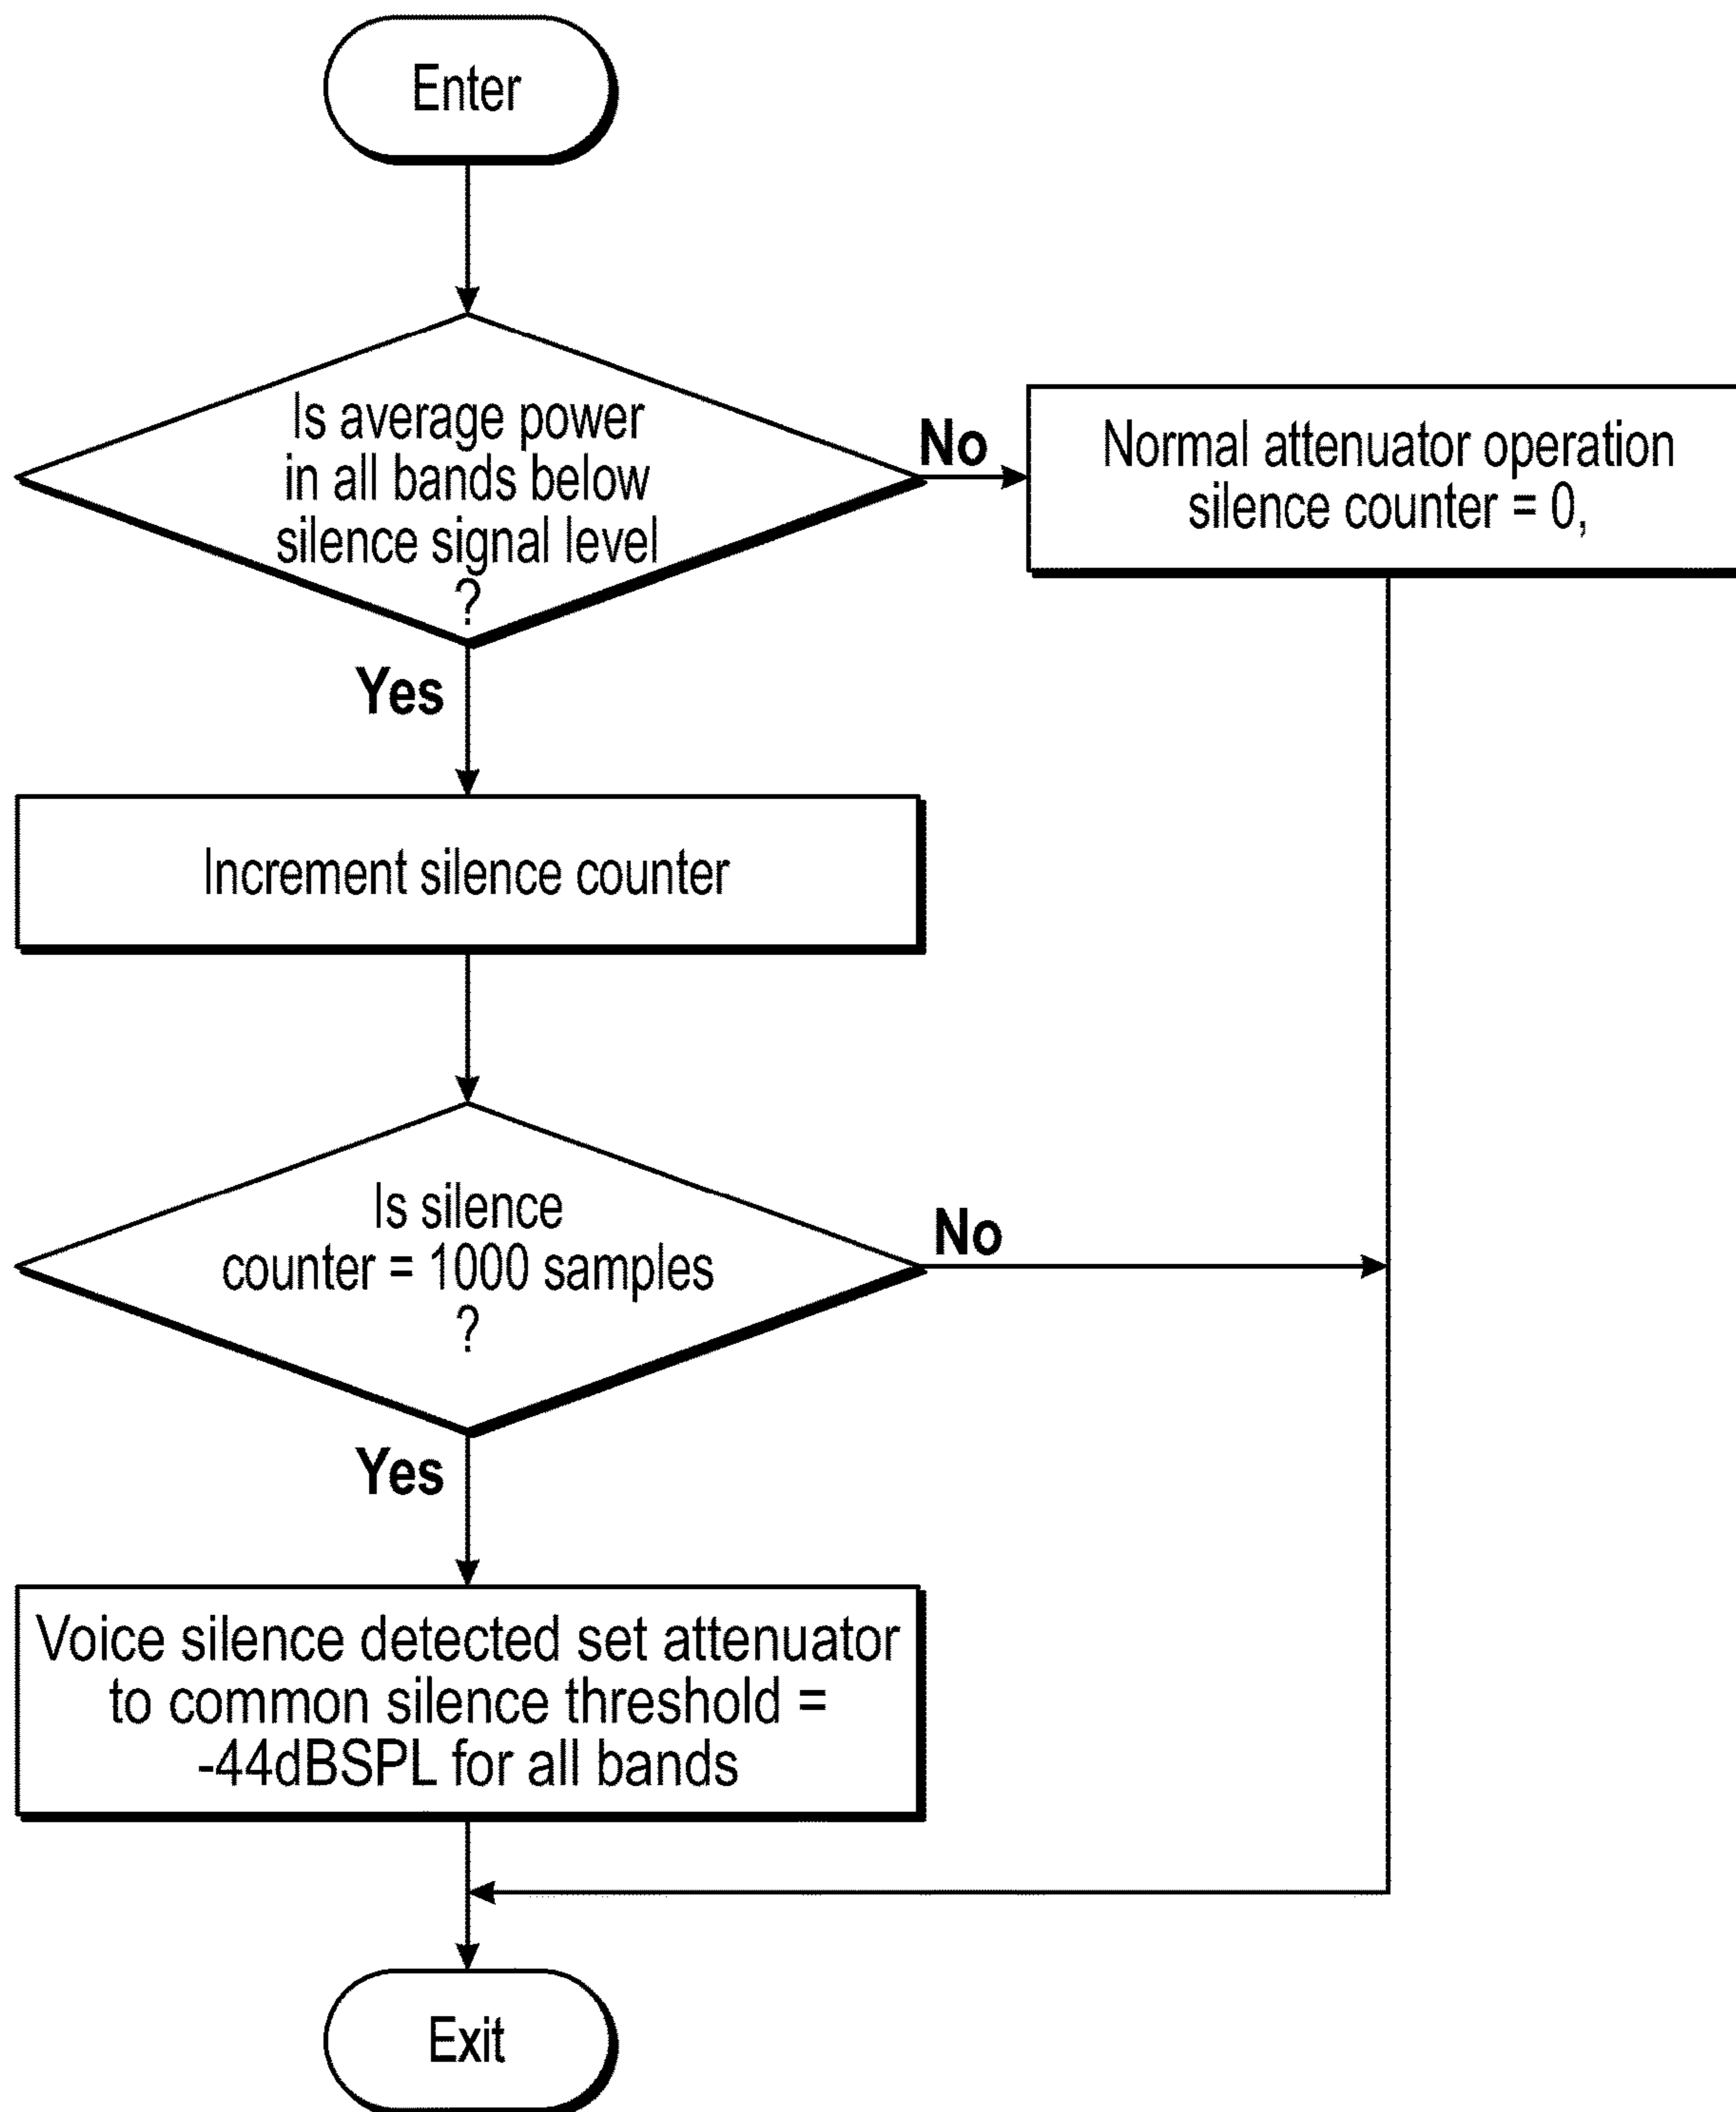 Enter
Is average power
in all bands below
silence signal level
?
No
Normal attenuator operation
silence counter = 0,
Yes
Increment silence counter
Is silence
counter = 1000 samples
?
No
Yes
Voice silence detected set attenuator
to common silence threshold =
-44dBSPL for all bands
Exit